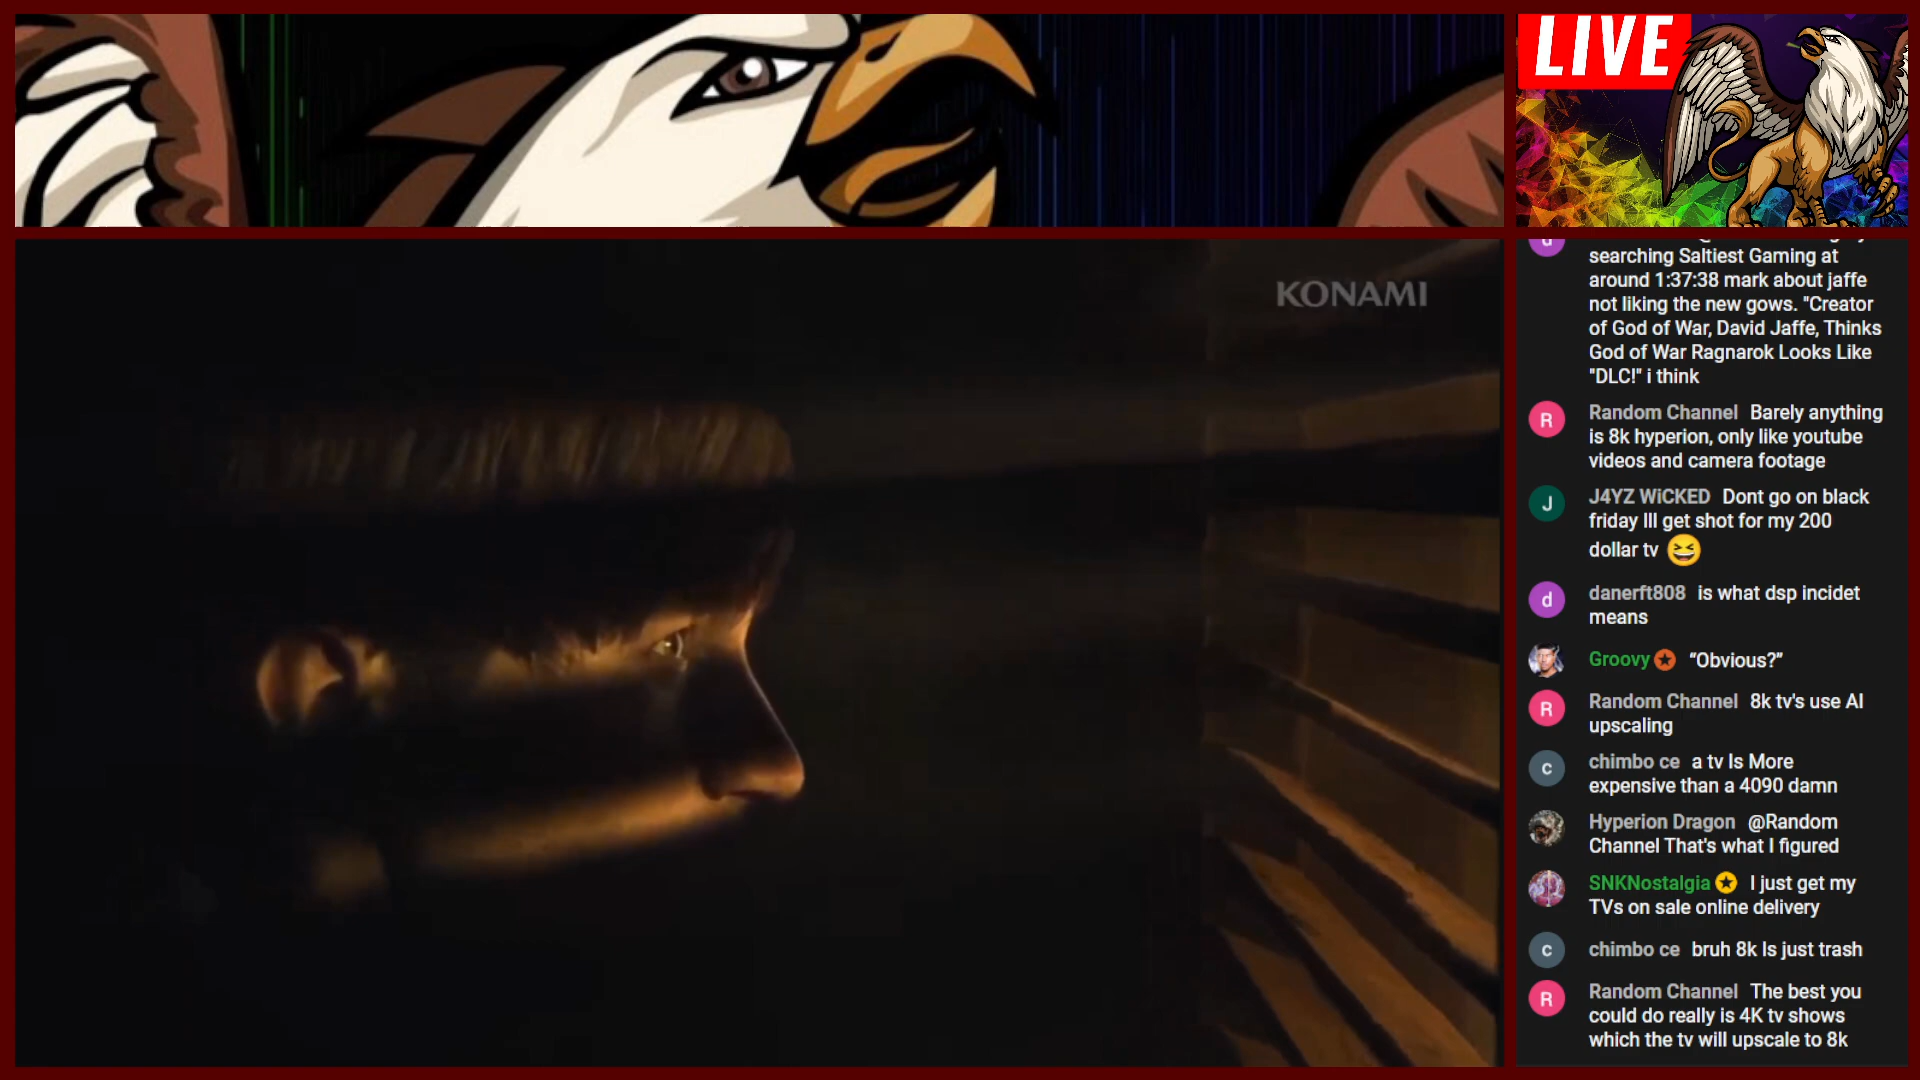 LIVE
KONAMI
searching Saltiest Gaming at
around 1:37:38 mark about jaffe
not liking the new gows. "Creator
of God of War, David Jaffe, Thinks
God of War Ragnarok Looks Like
"DLC!" i think
R Random Channel Barely anything
is 8k hyperion, only like youtube
videos and camera footage
J J4YZ WiCKED Dont go on black
friday Ill get shot for my 200
dollar tv 😆
d danerft808 is what dsp incidet
means
Groovy “Obvious?”
R Random Channel 8k tv's use AI
upscaling
c chimbo ce a tv Is More
expensive than a 4090 damn
Hyperion Dragon @Random
Channel That's what I figured
SNKNostalgia I just get my
TVs on sale online delivery
c chimbo ce bruh 8k Is just trash
R Random Channel The best you
could do really is 4K tv shows
which the tv will upscale to 8k